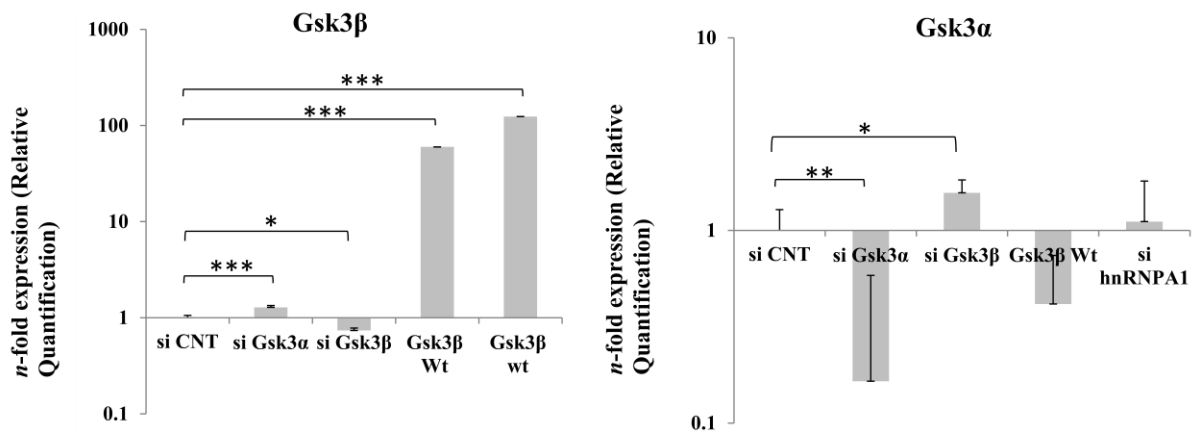 Gsk3β
n-fold expression (Relative
Quantification)
1000
100
10
1
0.1
***
***
*
***
si CNT
si Gsk3α
si Gsk3β
Gsk3β
Wt
Gsk3β
wt
Gsk3α
n-fold expression (Relative
Quantification)
10
1
0.1
*
**
si CNT
si Gsk3α
si Gsk3β
Gsk3β Wt
si
hnRNPA1